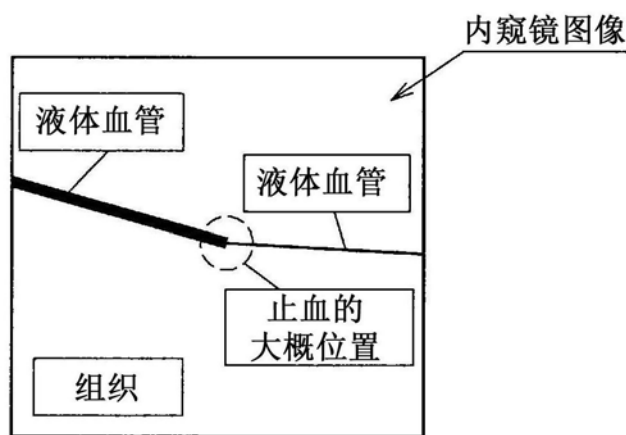 内窥镜图像
液体血管
液体血管
止血的
大概位置
组织